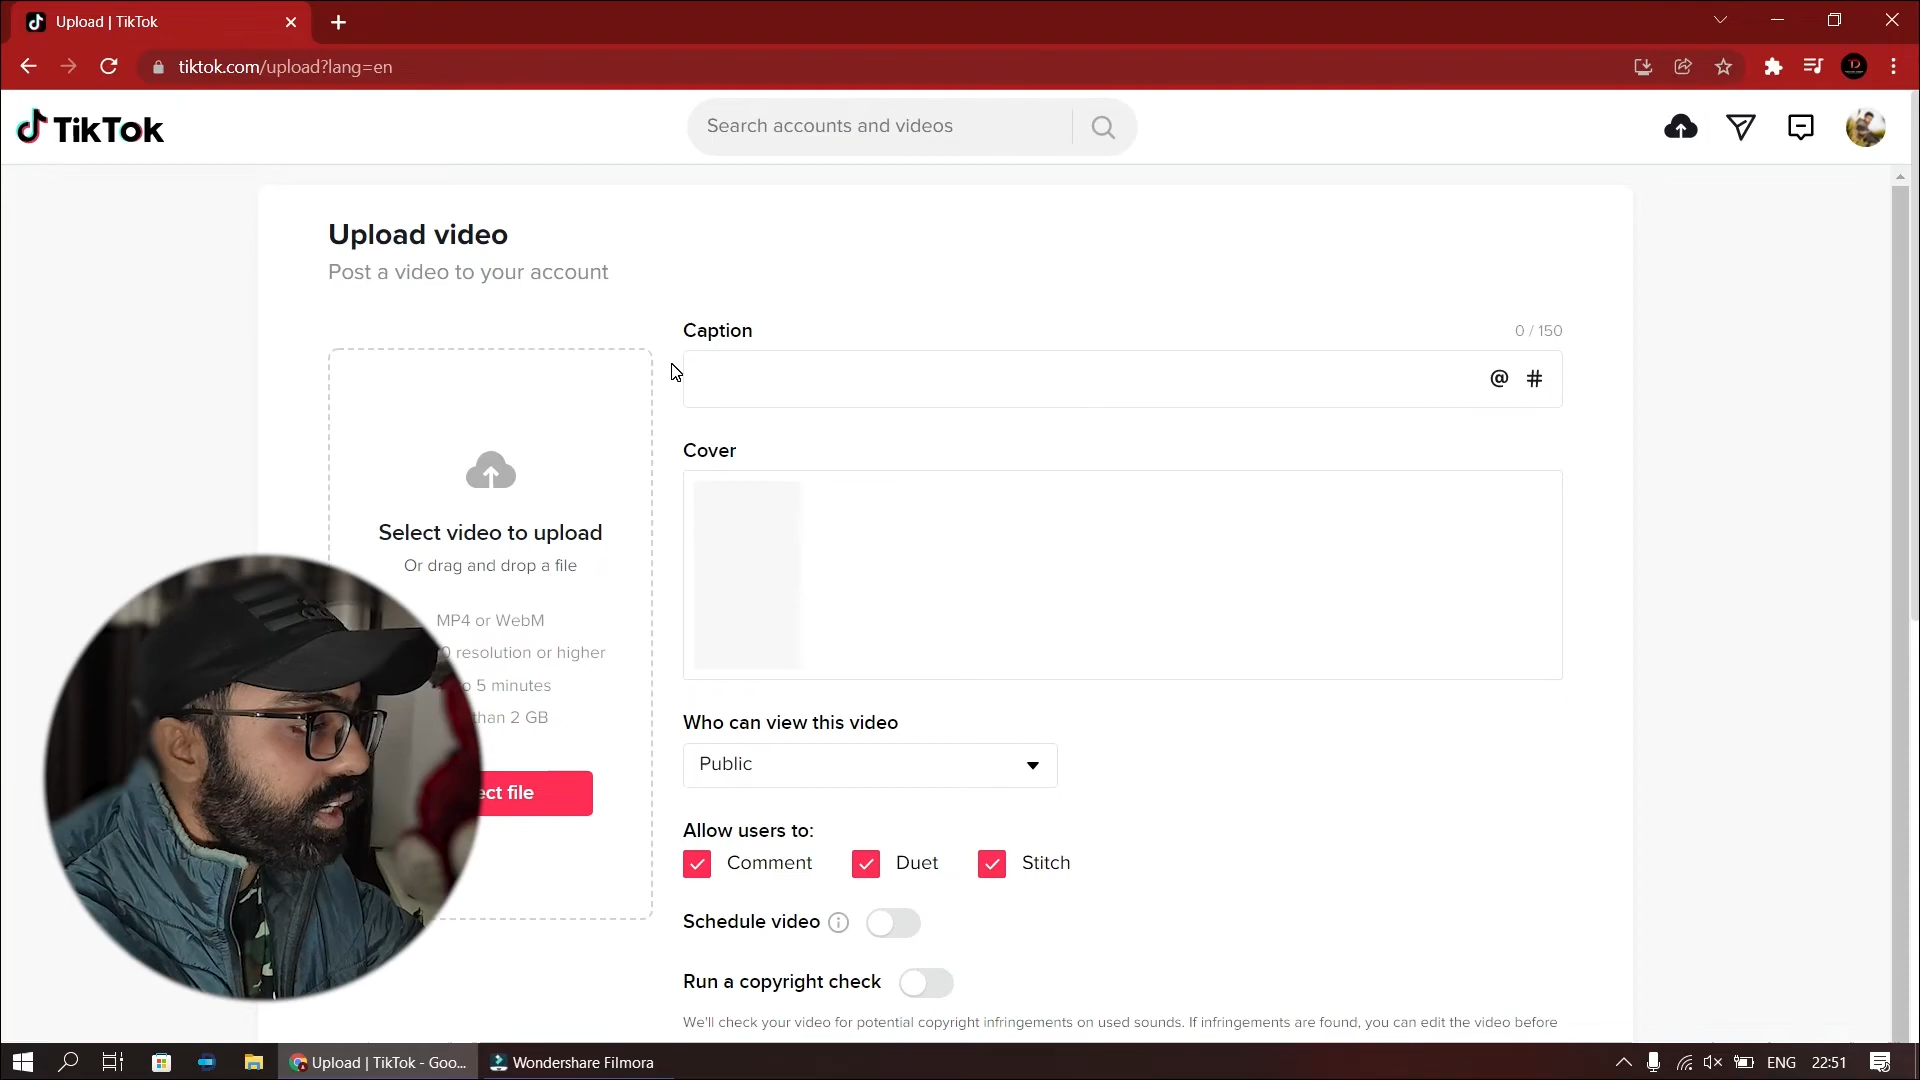 Upload | TikTok
tiktok.com/upload?lang=en
TD
TikTok
Search accounts and videos
Upload video
Post a video to your account
Caption
0 / 150
@ #
Cover
Select video to upload
Or drag and drop a file
MP4 or WebM
resolution or higher
5 minutes
than 2 GB
file
Who can view this video
Public
Allow users to:
Comment
Duet
Stitch
Schedule video
Run a copyright check
We'll check your video for potential copyright infringements on used sounds. If infringements are found, you can edit the video before
Upload | TikTok - Goo...
Wondershare Filmora
ENG
22:51